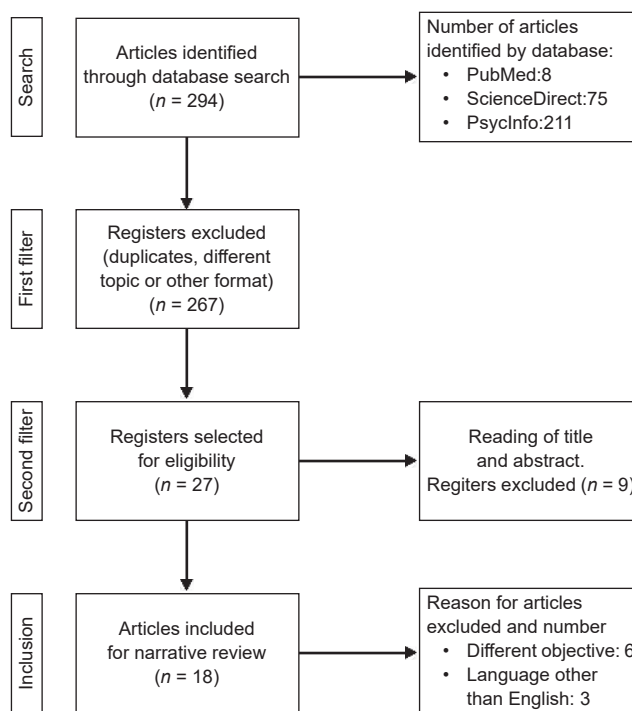 Search
Articles identified
through database search
(n = 294)
Number of articles
identified by database:
• PubMed:8
• ScienceDirect:75
• PsycInfo:211
First filter
Registers excluded
(duplicates, different
topic or other format)
(n = 267)
Second filter
Registers selected
for eligibility
(n = 27)
Reading of title
and abstract.
Regiters excluded (n = 9)
Inclusion
Articles included
for narrative review
(n = 18)
Reason for articles
excluded and number
• Different objective: 6
• Language other
than English: 3